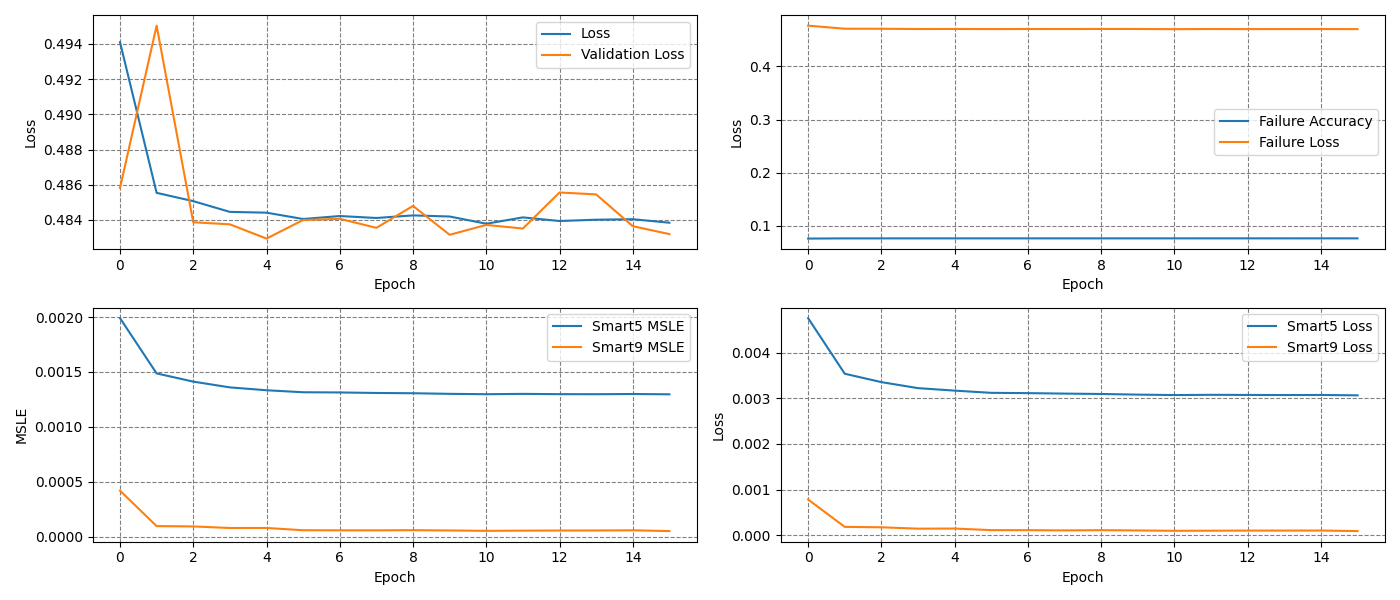 Loss
0.494
0.492
0.490
0.488
0.486
0.484
0 2 4 6 8 10 12 14
Epoch
Loss
Validation Loss
Loss
0.4
0.3
0.2
0.1
0 2 4 6 8 10 12 14
Epoch
Failure Accuracy
Failure Loss
MSLE
0.0020
0.0015
0.0010
0.0005
0.0000
0 2 4 6 8 10 12 14
Epoch
Smart5 MSLE
Smart9 MSLE
Loss
0.004
0.003
0.002
0.001
0.000
0 2 4 6 8 10 12 14
Epoch
Smart5 Loss
Smart9 Loss